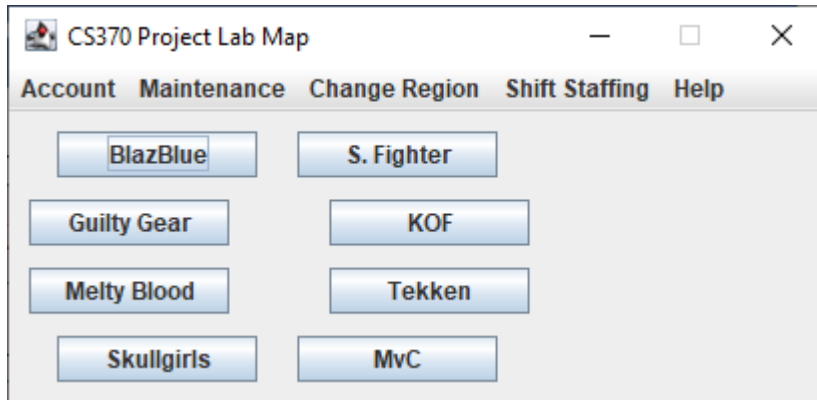 CS370 Project Lab Map
Account Maintenance Change Region Shift Staffing Help
BlazBlue S. Fighter
Guilty Gear KOF
Melty Blood Tekken
Skullgirls MvC